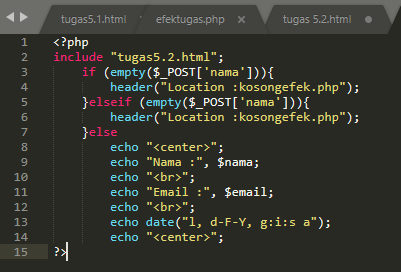 tugas5.1.html efektugas.php tugas 5.2.html
1 <?php
2 include "tugas5.2.html";
3 if (empty($_POST['nama'])){
4 header("Location :kosongefek.php");
5 }elseif (empty($_POST['nama'])){
6 header("Location :kosongefek.php");
7 }else
8 echo "<center>";
9 echo "Nama :", $nama;
10 echo "<br>";
11 echo "Email :", $email;
12 echo "<br>";
13 echo date("l, d-F-Y, g:i:s a");
14 echo "<center>";
15 ?>